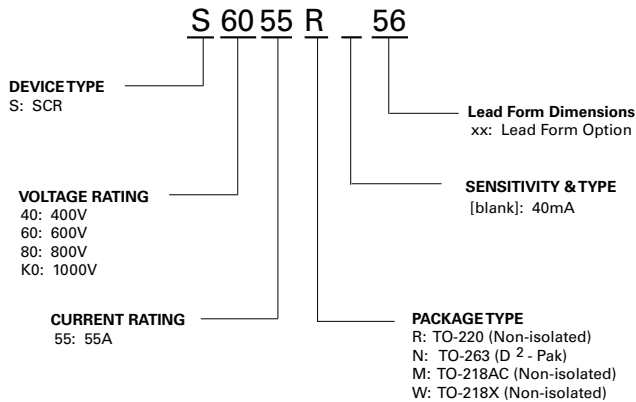 S 60 55 R 56
DEVICE TYPE
S: SCR
Lead Form Dimensions
xx: Lead Form Option
VOLTAGE RATING
40: 400V
60: 600V
80: 800V
K0: 1000V
SENSITIVITY & TYPE
[blank]: 40mA
CURRENT RATING
55: 55A
PACKAGE TYPE
R: TO-220 (Non-isolated)
N: TO-263 (D 2 - Pak)
M: TO-218AC (Non-isolated)
W: TO-218X (Non-isolated)